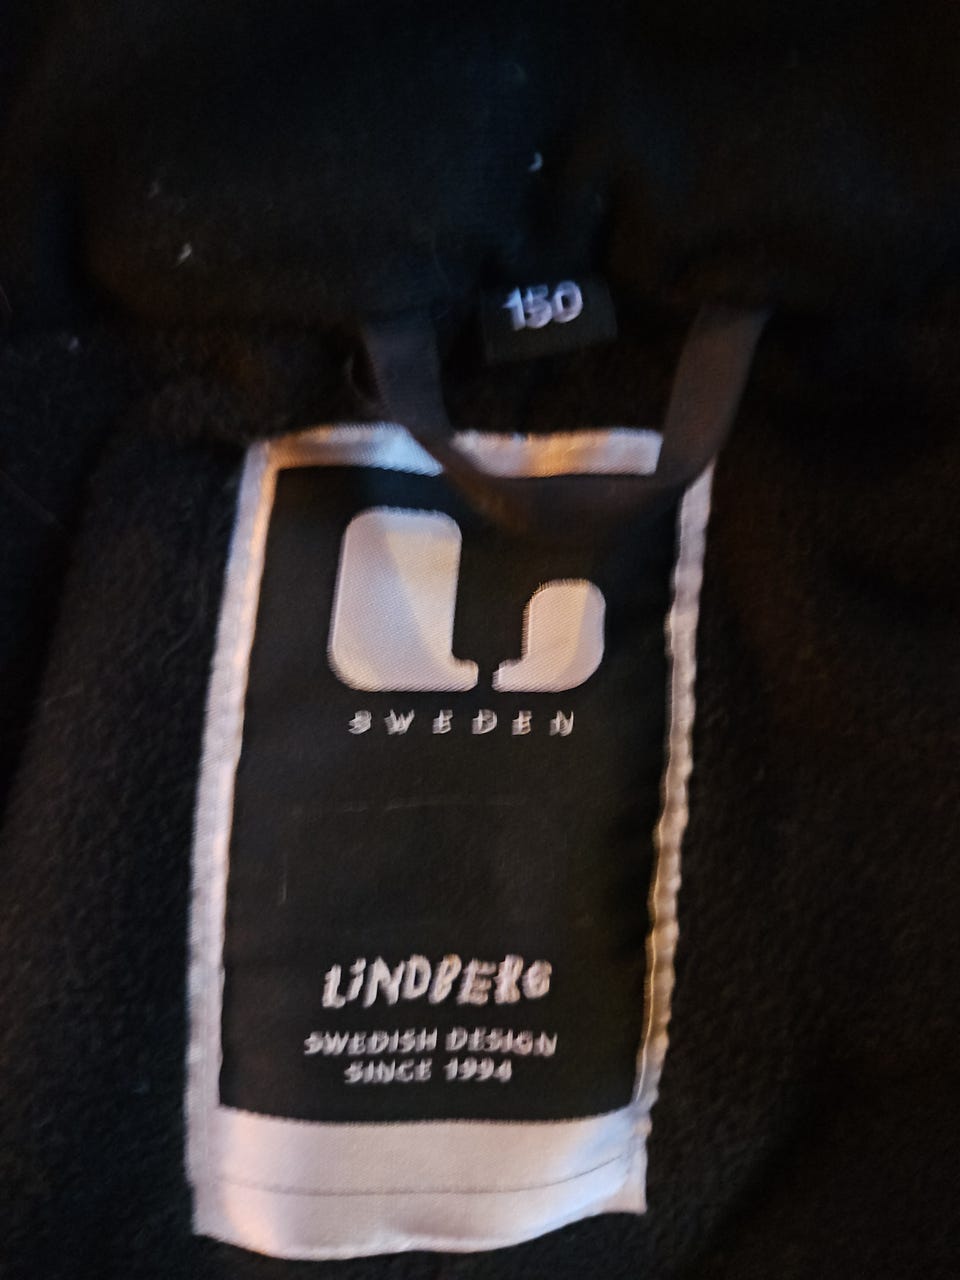 150
SWEDEN
LiNDBERG
SWEDISH DESIGN
SINCE 1994